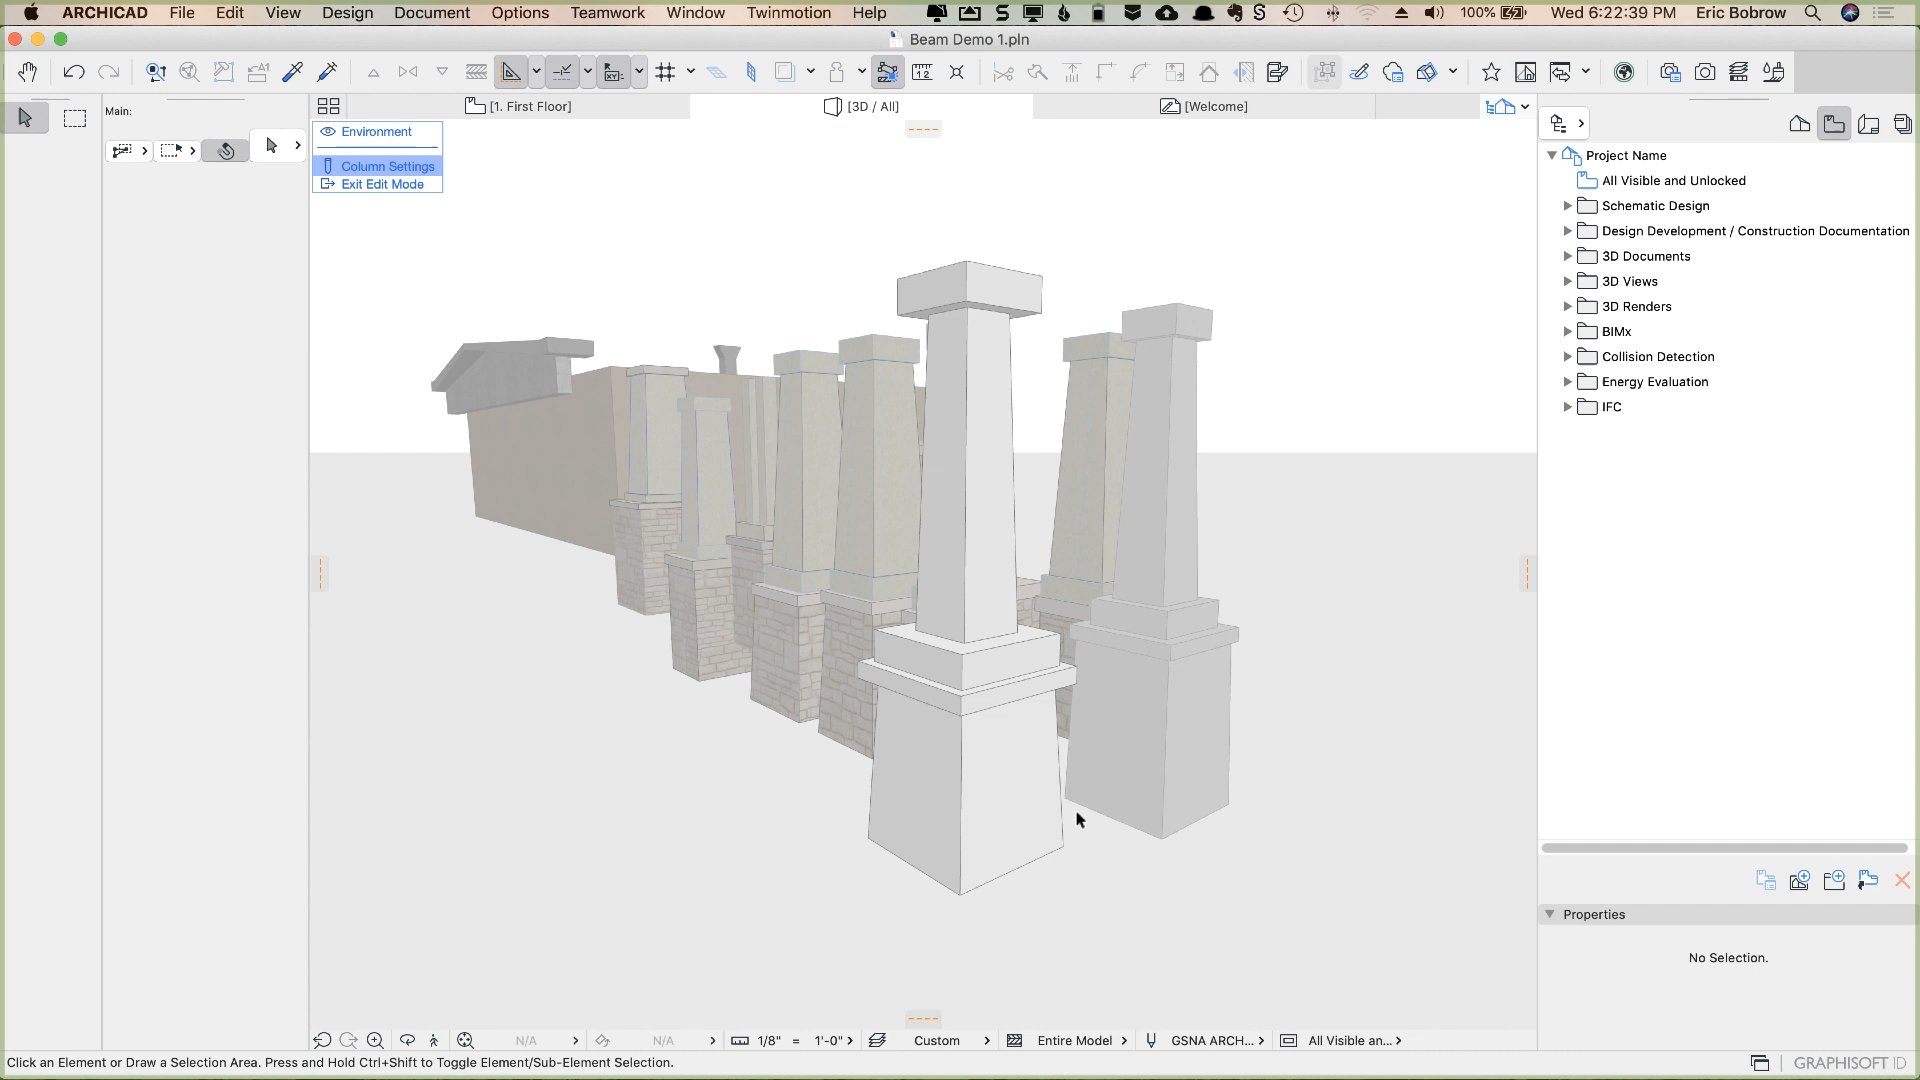 ARCHICAD File Edit View Design Document Options Teamwork Window Twinmotion Help 100% Wed 6:22:39 PM Eric Bobrow
Beam Demo 1.pln
Main:
[1. First Floor] [3D / All] [Welcome]
Environment
Column Settings
Exit Edit Mode
Project Name
All Visible and Unlocked
Schematic Design
Design Development / Construction Documentation
3D Documents
3D Views
3D Renders
BIMx
Collision Detection
Energy Evaluation
IFC
Properties
No Selection.
N/A N/A 1/8" = 1'-0" Custom Entire Model GSNA ARCH... All Visible an...
Click an Element or Draw a Selection Area. Press and Hold Ctrl+Shift to Toggle Element/Sub-Element Selection.
GRAPHISOFT ID